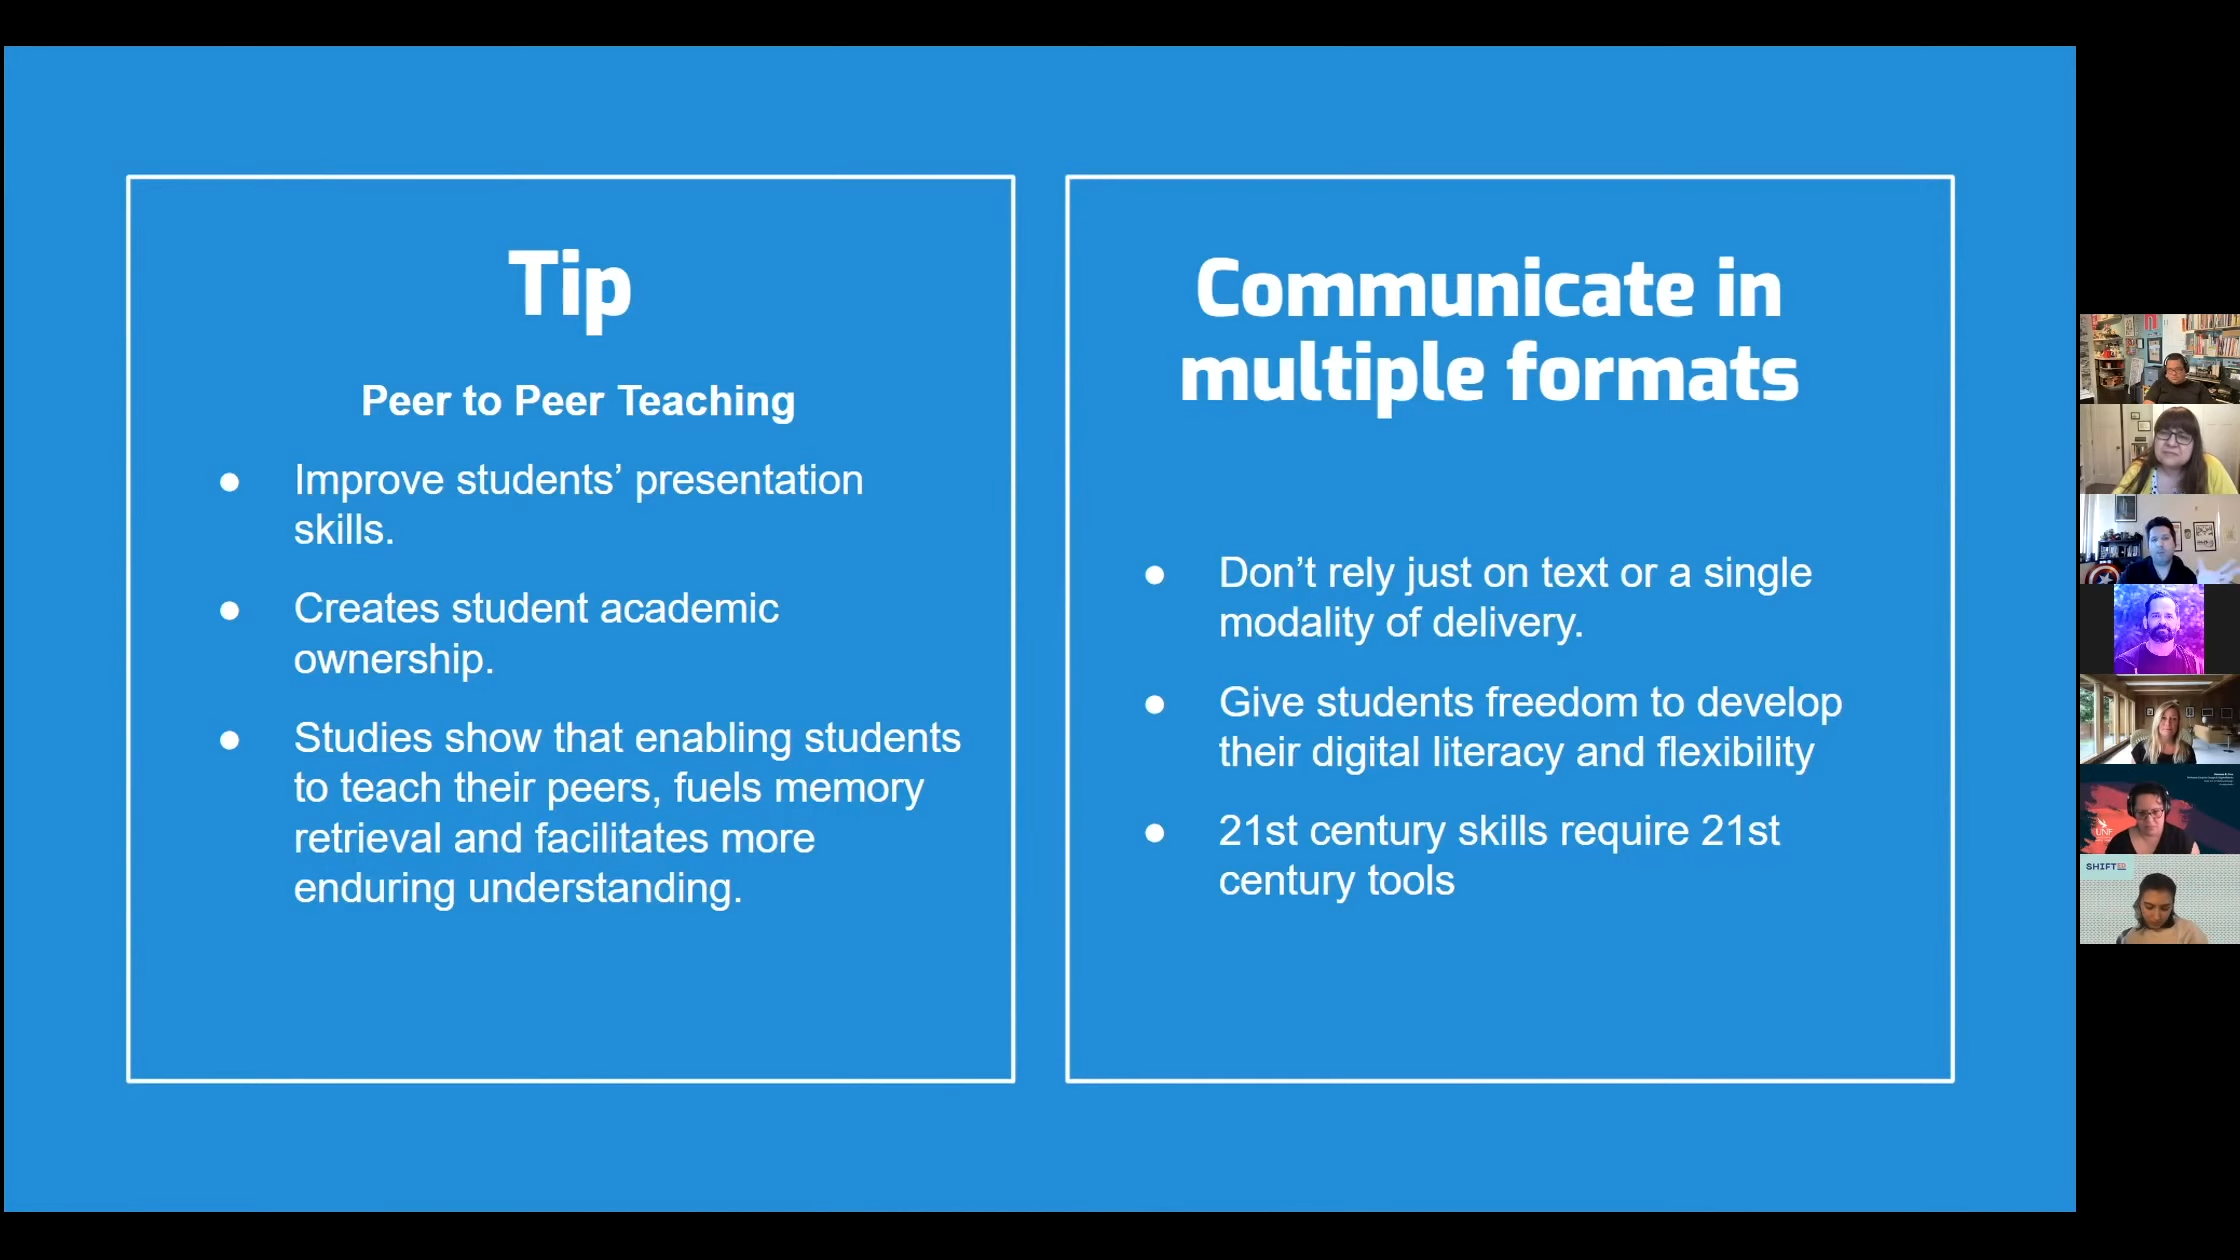 Tip
Peer to Peer Teaching
● Improve students’ presentation
skills.
● Creates student academic
ownership.
● Studies show that enabling students
to teach their peers, fuels memory
retrieval and facilitates more
enduring understanding.
Communicate in
multiple formats
● Don’t rely just on text or a single
modality of delivery.
● Give students freedom to develop
their digital literacy and flexibility
● 21st century skills require 21st
century tools
UNF
SHIFTED